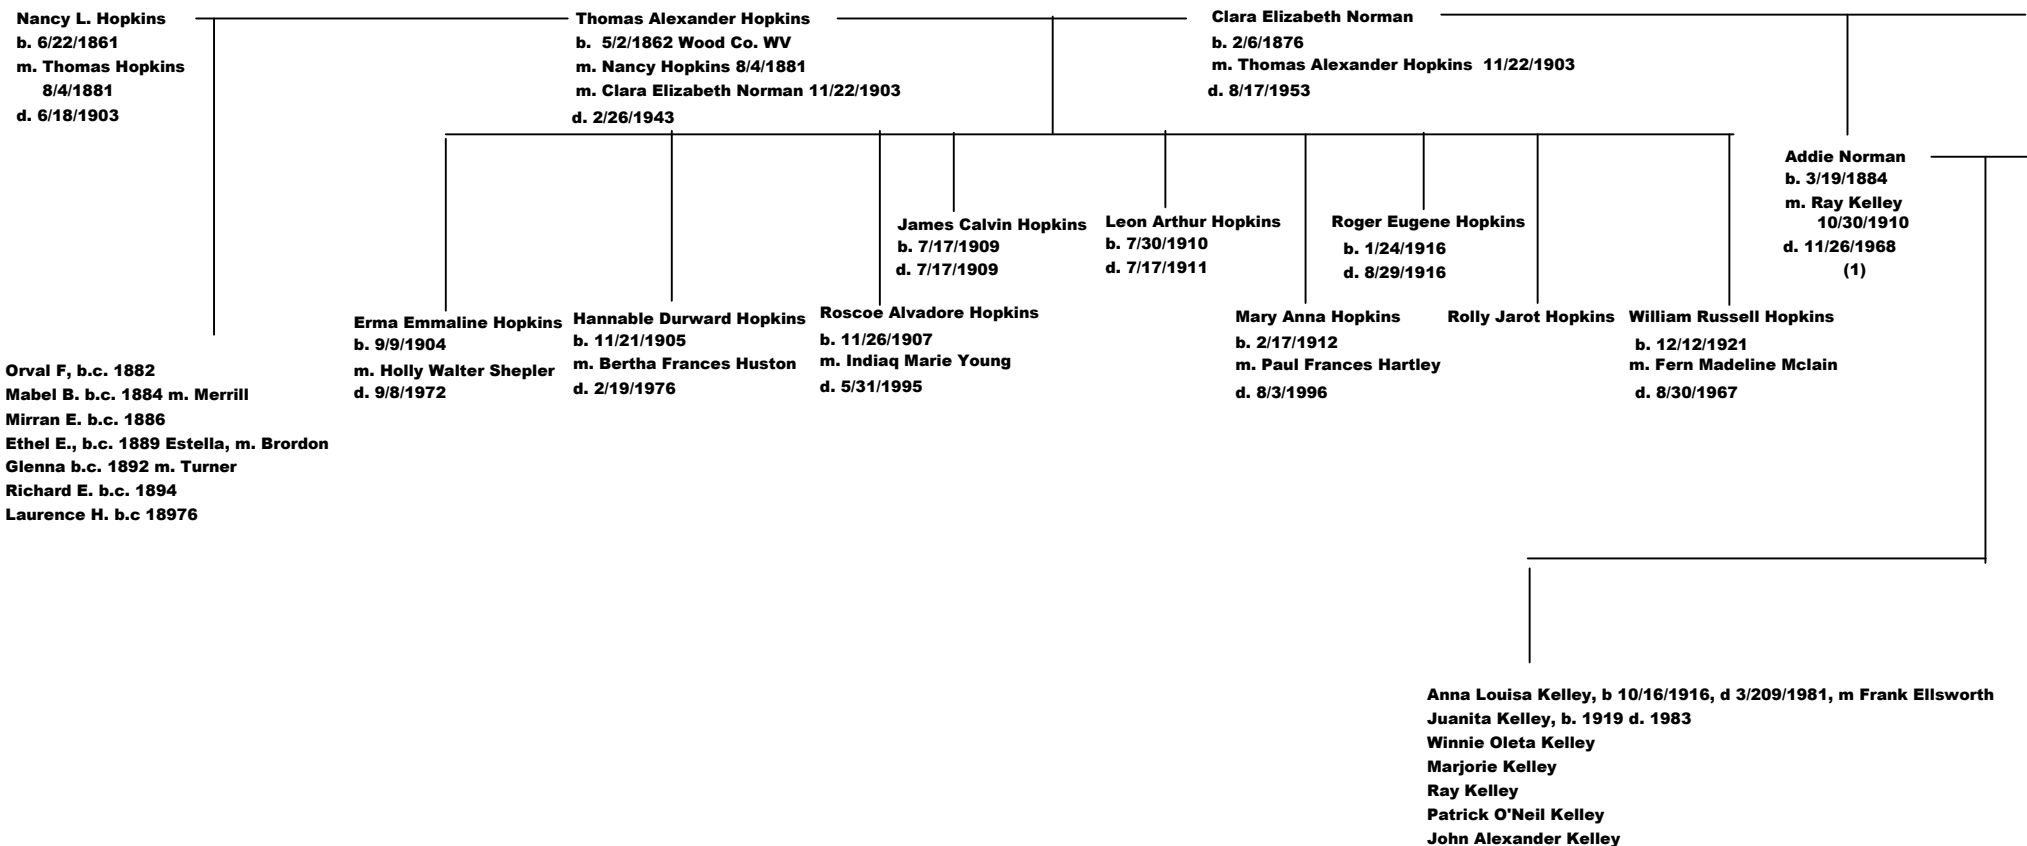 Nancy L. Hopkins
b. 6/22/1861
m. Thomas Hopkins
8/4/1881
d. 6/18/1903
Thomas Alexander Hopkins
b. 5/2/1862 Wood Co. WV
m. Nancy Hopkins 8/4/1881
m. Clara Elizabeth Norman 11/22/1903
d. 2/26/1943
Clara Elizabeth Norman
b. 2/6/1876
m. Thomas Alexander Hopkins 11/22/1903
d. 8/17/1953
Addie Norman
b. 3/19/1884
m. Ray Kelley
10/30/1910
d. 11/26/1968
(1)
James Calvin Hopkins
b. 7/17/1909
d. 7/17/1909
Leon Arthur Hopkins
b. 7/30/1910
d. 7/17/1911
Roger Eugene Hopkins
b. 1/24/1916
d. 8/29/1916
Erma Emmaline Hopkins
b. 9/9/1904
m. Holly Walter Shepler
d. 9/8/1972
Hannable Durward Hopkins
b. 11/21/1905
m. Bertha Frances Huston
d. 2/19/1976
Roscoe Alvadore Hopkins
b. 11/26/1907
m. Indiaq Marie Young
d. 5/31/1995
Mary Anna Hopkins
b. 2/17/1912
m. Paul Frances Hartley
d. 8/3/1996
Rolly Jarot Hopkins
William Russell Hopkins
b. 12/12/1921
m. Fern Madeline Mclain
d. 8/30/1967
Orval F, b.c. 1882
Mabel B. b.c. 1884 m. Merrill
Mirran E. b.c. 1886
Ethel E., b.c. 1889 Estella, m. Brordon
Glenna b.c. 1892 m. Turner
Richard E. b.c. 1894
Laurence H. b.c 18976
Anna Louisa Kelley, b 10/16/1916, d 3/209/1981, m Frank Ellsworth
Juanita Kelley, b. 1919 d. 1983
Winnie Oleta Kelley
Marjorie Kelley
Ray Kelley
Patrick O'Neil Kelley
John Alexander Kelley